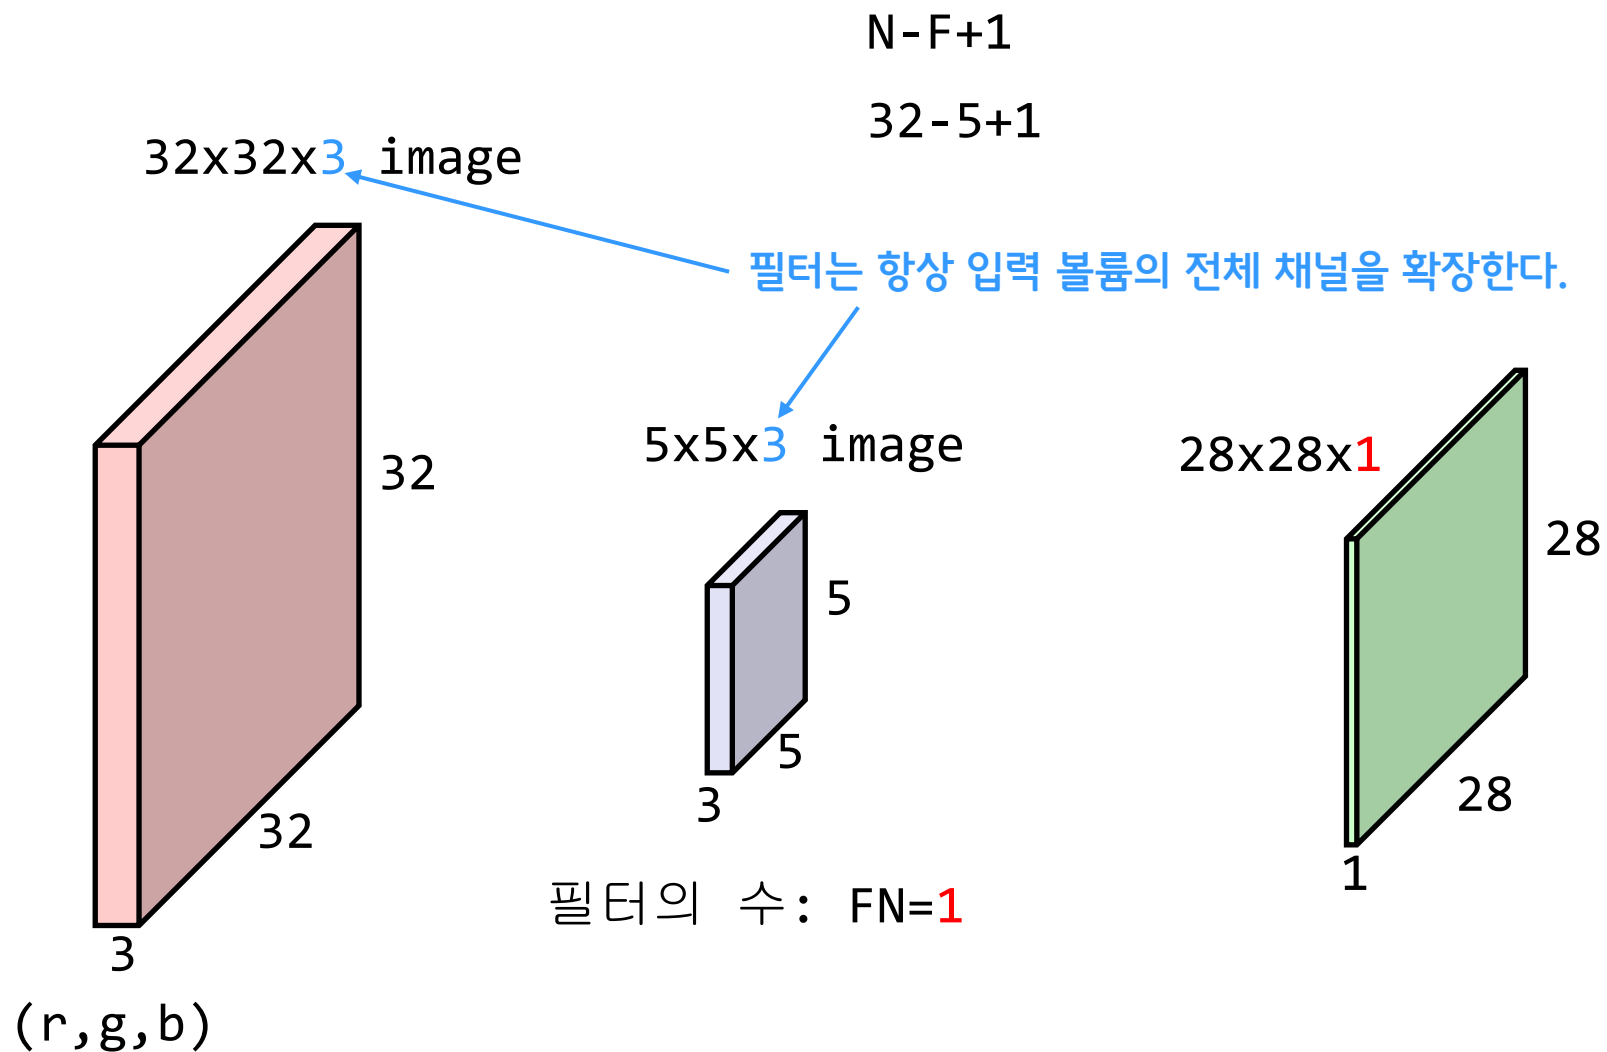 N-F+1
32-5+1
32x32x3 image
필터는 항상 입력 볼륨의 전체 채널을 확장한다.
5x5x3 image
28x28x1
32
28
5
5
3
28
32
1
필터의 수: FN=1
3
(r,g,b)